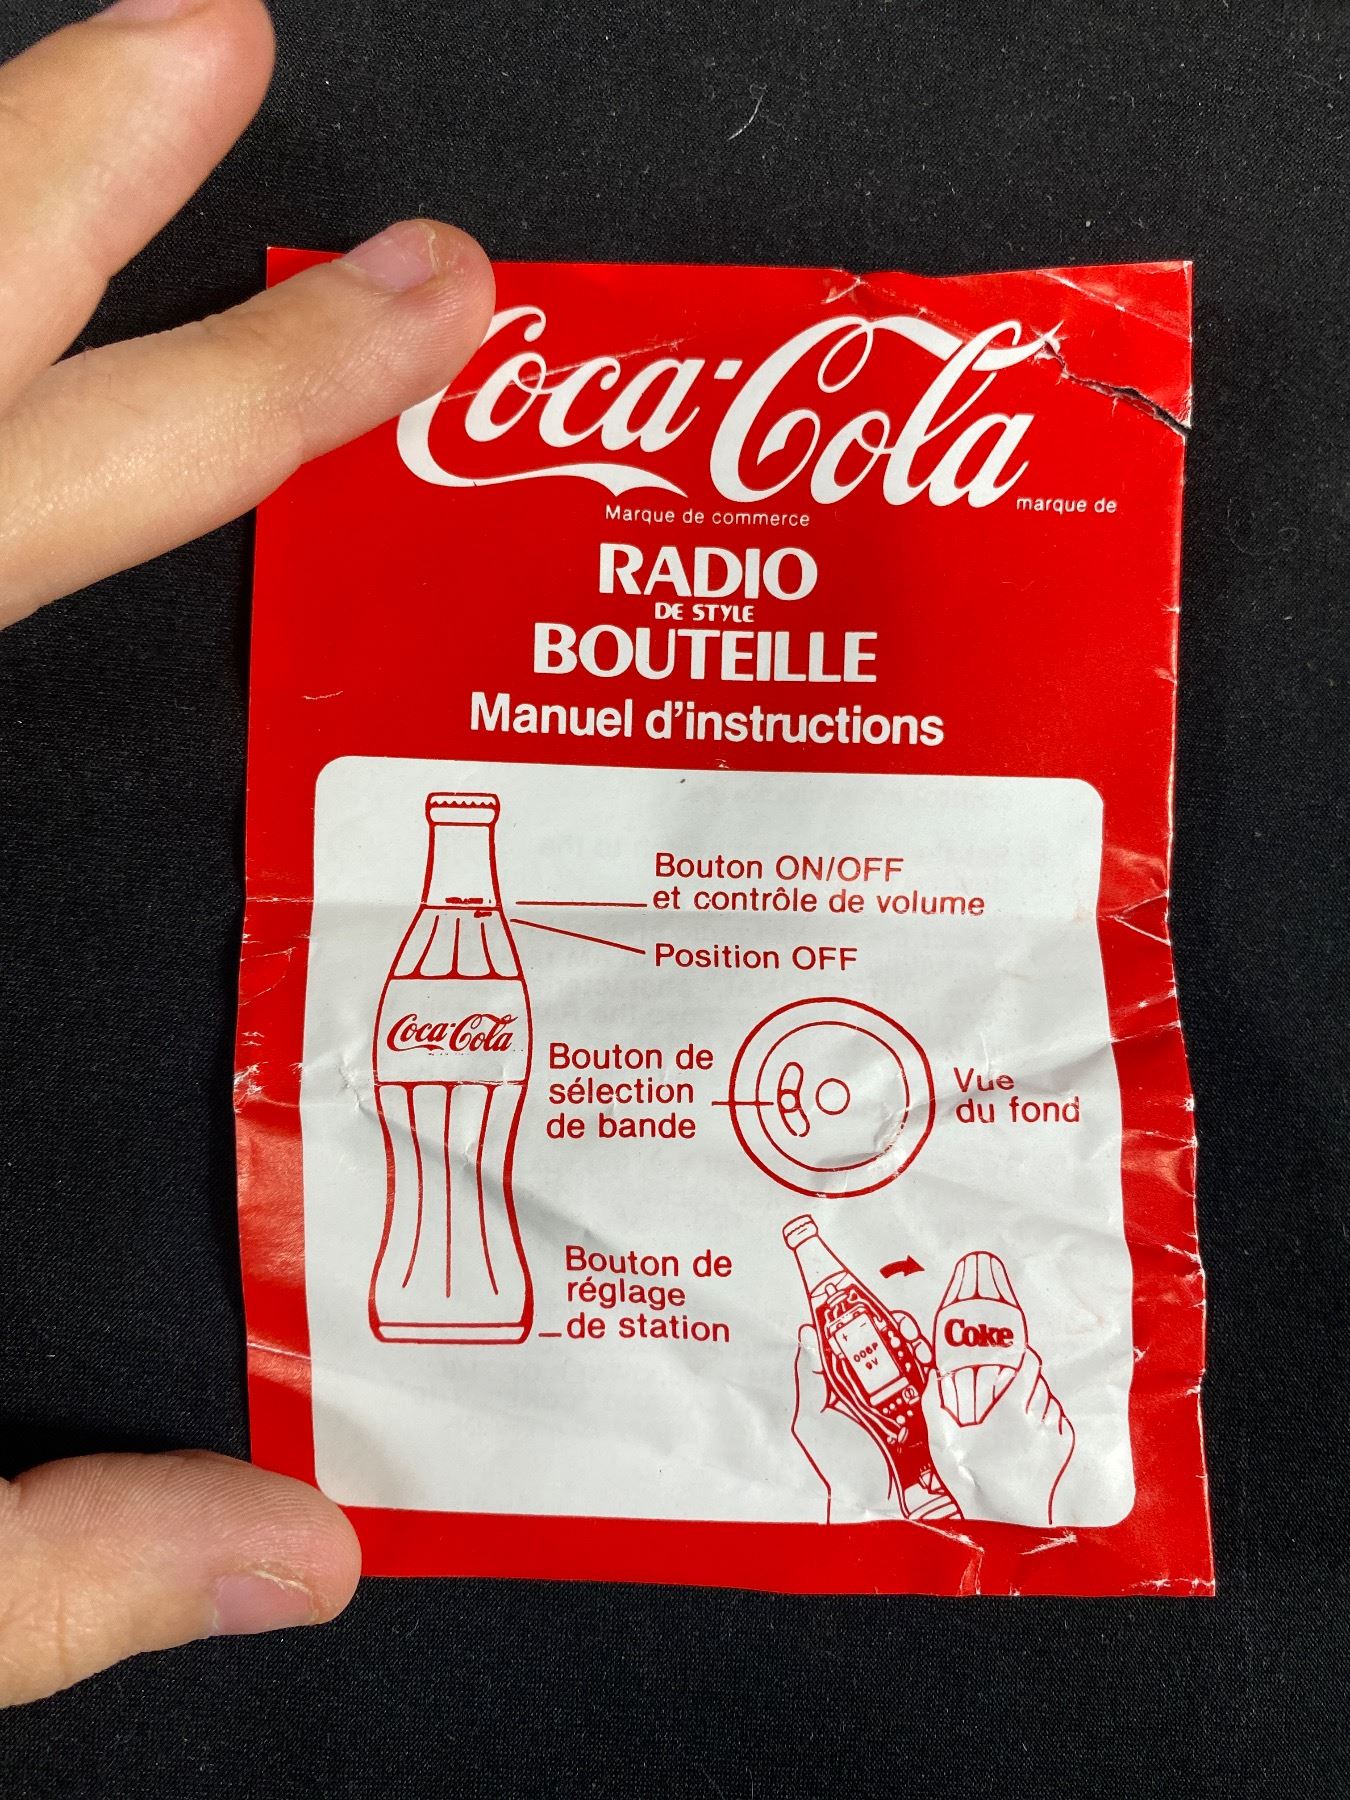 Coca-Cola
marque de
Marque de commerce
RADIO
DE STYLE
BOUTEILLE
Manuel d'instructions
Bouton ON/OFF
et contrôle de volume
Position OFF
Coca-Cola
Bouton de
sélection
de bande
Vue
du fond
Bouton de
réglage
de station
006P
9V
Coke